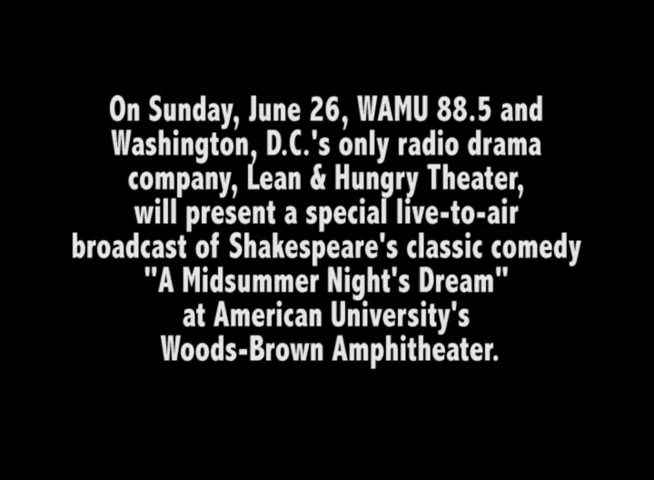 On Sunday, June 26, WAMU 88.5 and
Washington, D.C.'s only radio drama
company, Lean & Hungry Theater,
will present a special live-to-air
broadcast of Shakespeare's classic comedy
"A Midsummer Night's Dream"
at American University's
Woods-Brown Amphitheater.